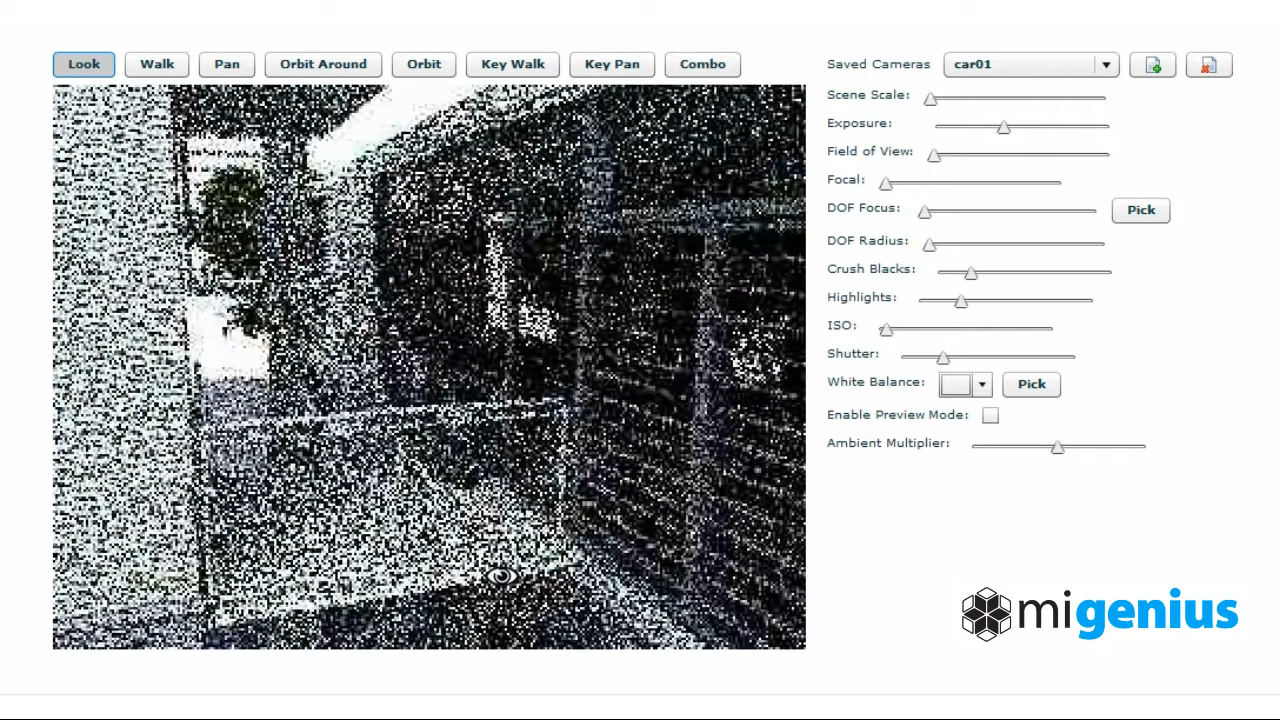 Look Walk Pan Orbit Around Orbit Key Walk Key Pan Combo Saved Cameras car01
Scene Scale:
Exposure:
Field of View:
Focal:
DOF Focus: Pick
DOF Radius:
Crush Blacks:
Highlights:
ISO:
Shutter:
White Balance: Pick
Enable Preview Mode:
Ambient Multiplier:
migenius